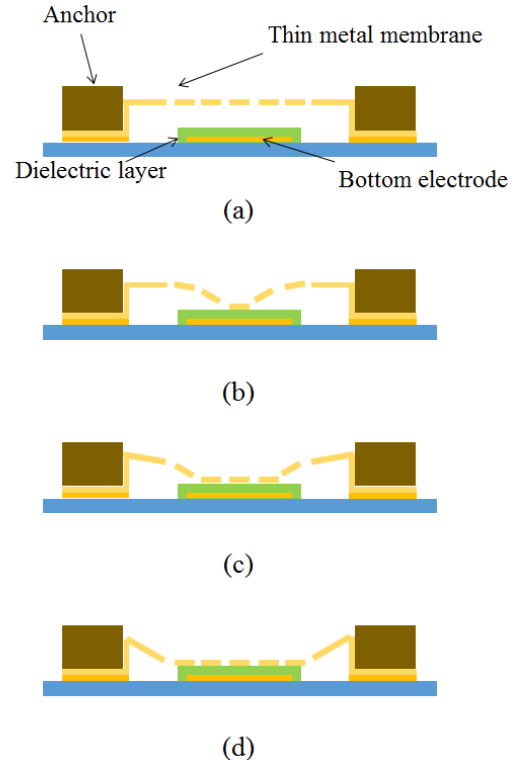 Anchor
Thin metal membrane
Dielectric layer
Bottom electrode
(a)
(b)
(c)
(d)